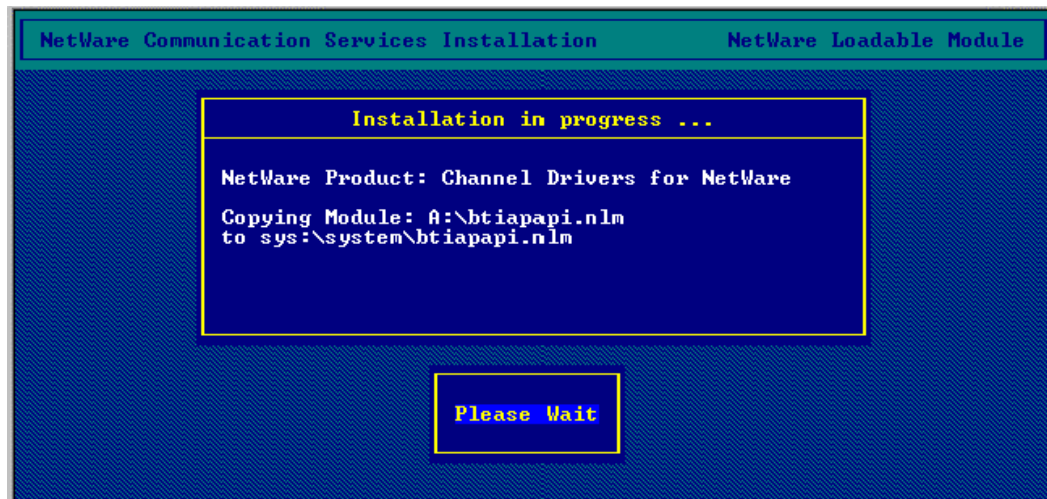 NetWare Communication Services Installation NetWare Loadable Module
Installation in progress ...
NetWare Product: Channel Drivers for NetWare
Copying Module: A:\btiapapi.nlm
to sys:\system\btiapapi.nlm
Please Wait